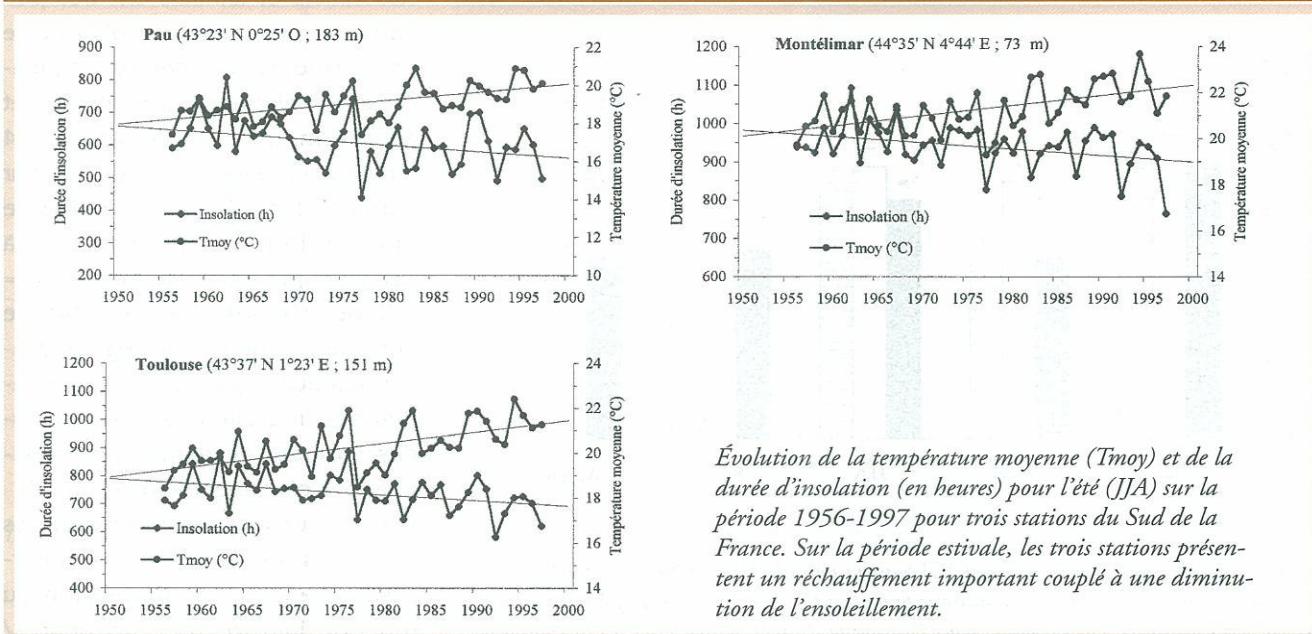 Pau (43°23' N 0°25' O ; 183 m)
900
800
700
600
500
400
300
200
Durée d'insolation (h)
22
20
18
16
14
12
10
Température moyenne (°C)
Insolation (h)
Tmoy (°C)
1950 1955 1960 1965 1970 1975 1980 1985 1990 1995 2000
Montélimar (44°35' N 4°44' E ; 73 m)
1200
1100
1000
900
800
700
600
Durée d'insolation (h)
24
22
20
18
16
14
Température moyenne (°C)
Insolation (h)
Tmoy (°C)
1950 1955 1960 1965 1970 1975 1980 1985 1990 1995 2000
Toulouse (43°37' N 1°23' E ; 151 m)
1200
1100
1000
900
800
700
600
500
400
Durée d'insolation (h)
24
22
20
18
16
14
Température moyenne (°C)
Insolation (h)
Tmoy (°C)
1950 1955 1960 1965 1970 1975 1980 1985 1990 1995 2000
Évolution de la température moyenne (Tmoy) et de la
durée d'insolation (en heures) pour l'été (JJA) sur la
période 1956-1997 pour trois stations du Sud de la
France. Sur la période estivale, les trois stations présen-
tent un réchauffement important couplé à une diminu-
tion de l'ensoleillement.